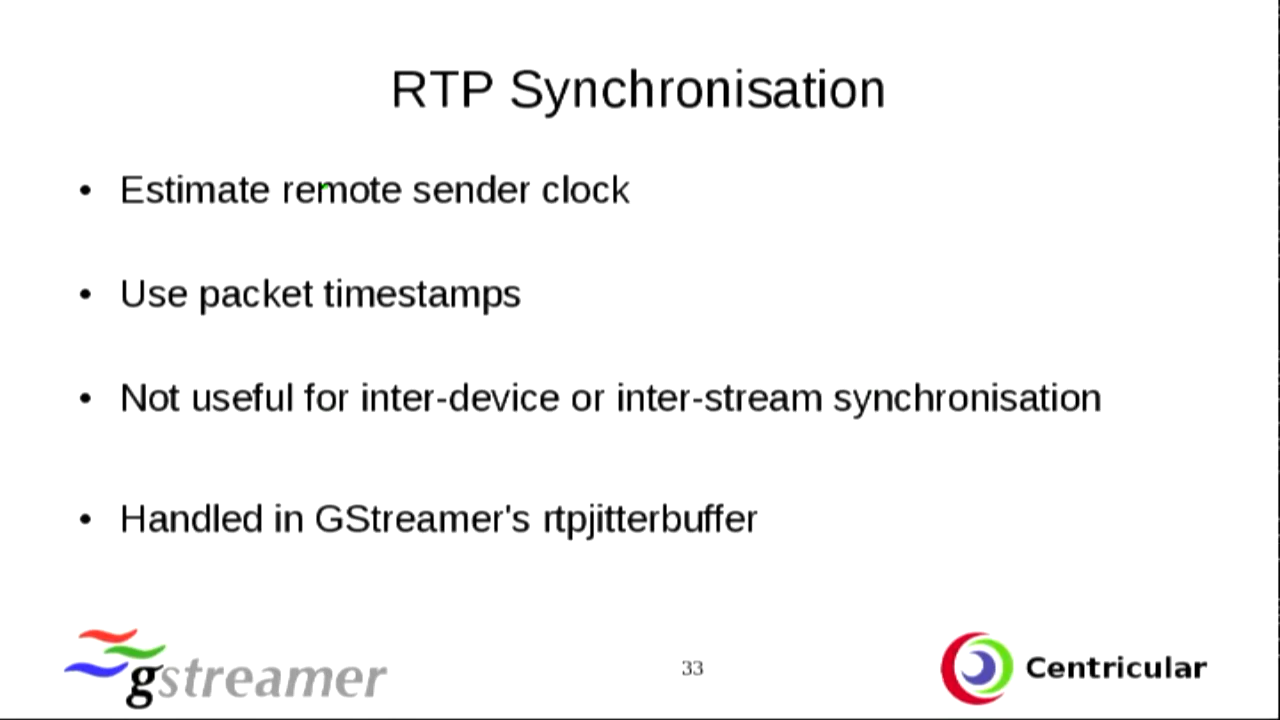 RTP Synchronisation
• Estimate remote sender clock
• Use packet timestamps
• Not useful for inter-device or inter-stream synchronisation
• Handled in GStreamer's rtpjitterbuffer
gstreamer
33
Centricular